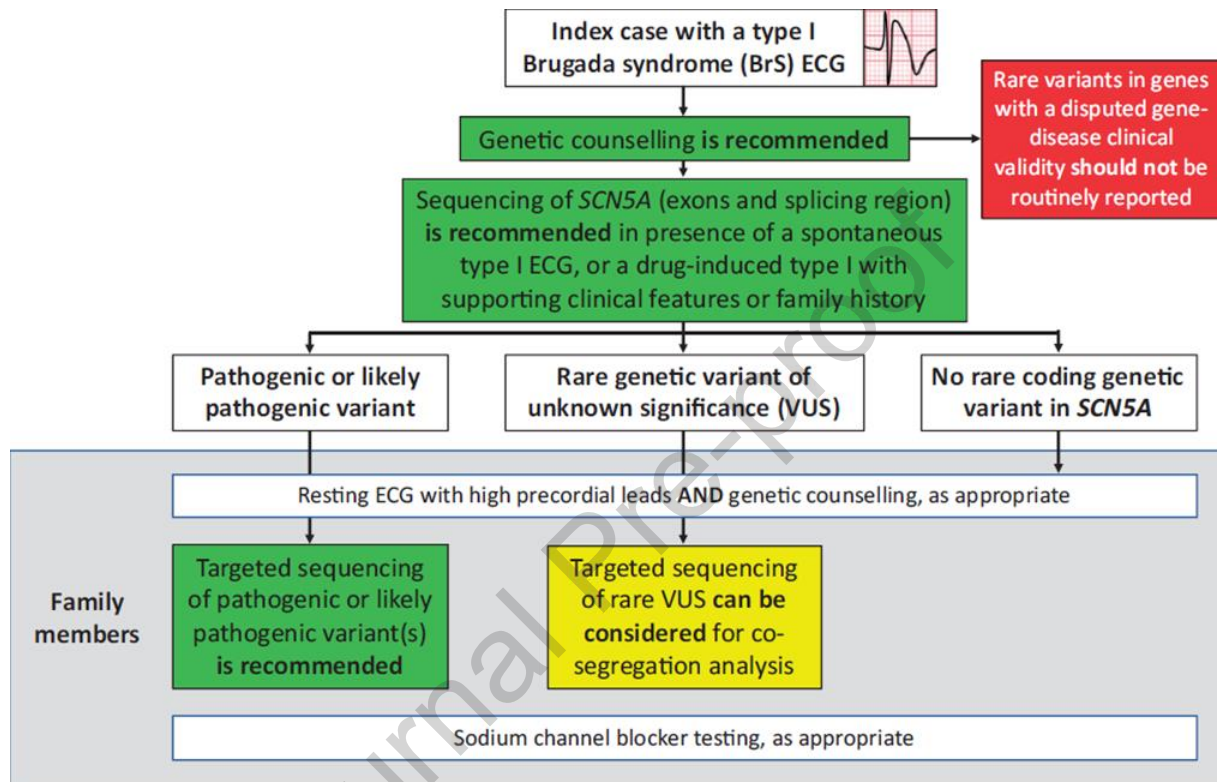 Index case with a type I
Brugada syndrome (BrS) ECG
Rare variants in genes
with a disputed gene-
disease clinical
validity should not be
routinely reported
Genetic counselling is recommended
Sequencing of SCN5A (exons and splicing region)
is recommended in presence of a spontaneous
type I ECG, or a drug-induced type I with
supporting clinical features or family history
Pathogenic or likely
pathogenic variant
Rare genetic variant of
unknown significance (VUS)
No rare coding genetic
variant in SCN5A
Resting ECG with high precordial leads AND genetic counselling, as appropriate
Family
members
Targeted sequencing
of pathogenic or likely
pathogenic variant(s)
is recommended
Targeted sequencing
of rare VUS can be
considered for co-
segregation analysis
Sodium channel blocker testing, as appropriate
Journal Pre-proof